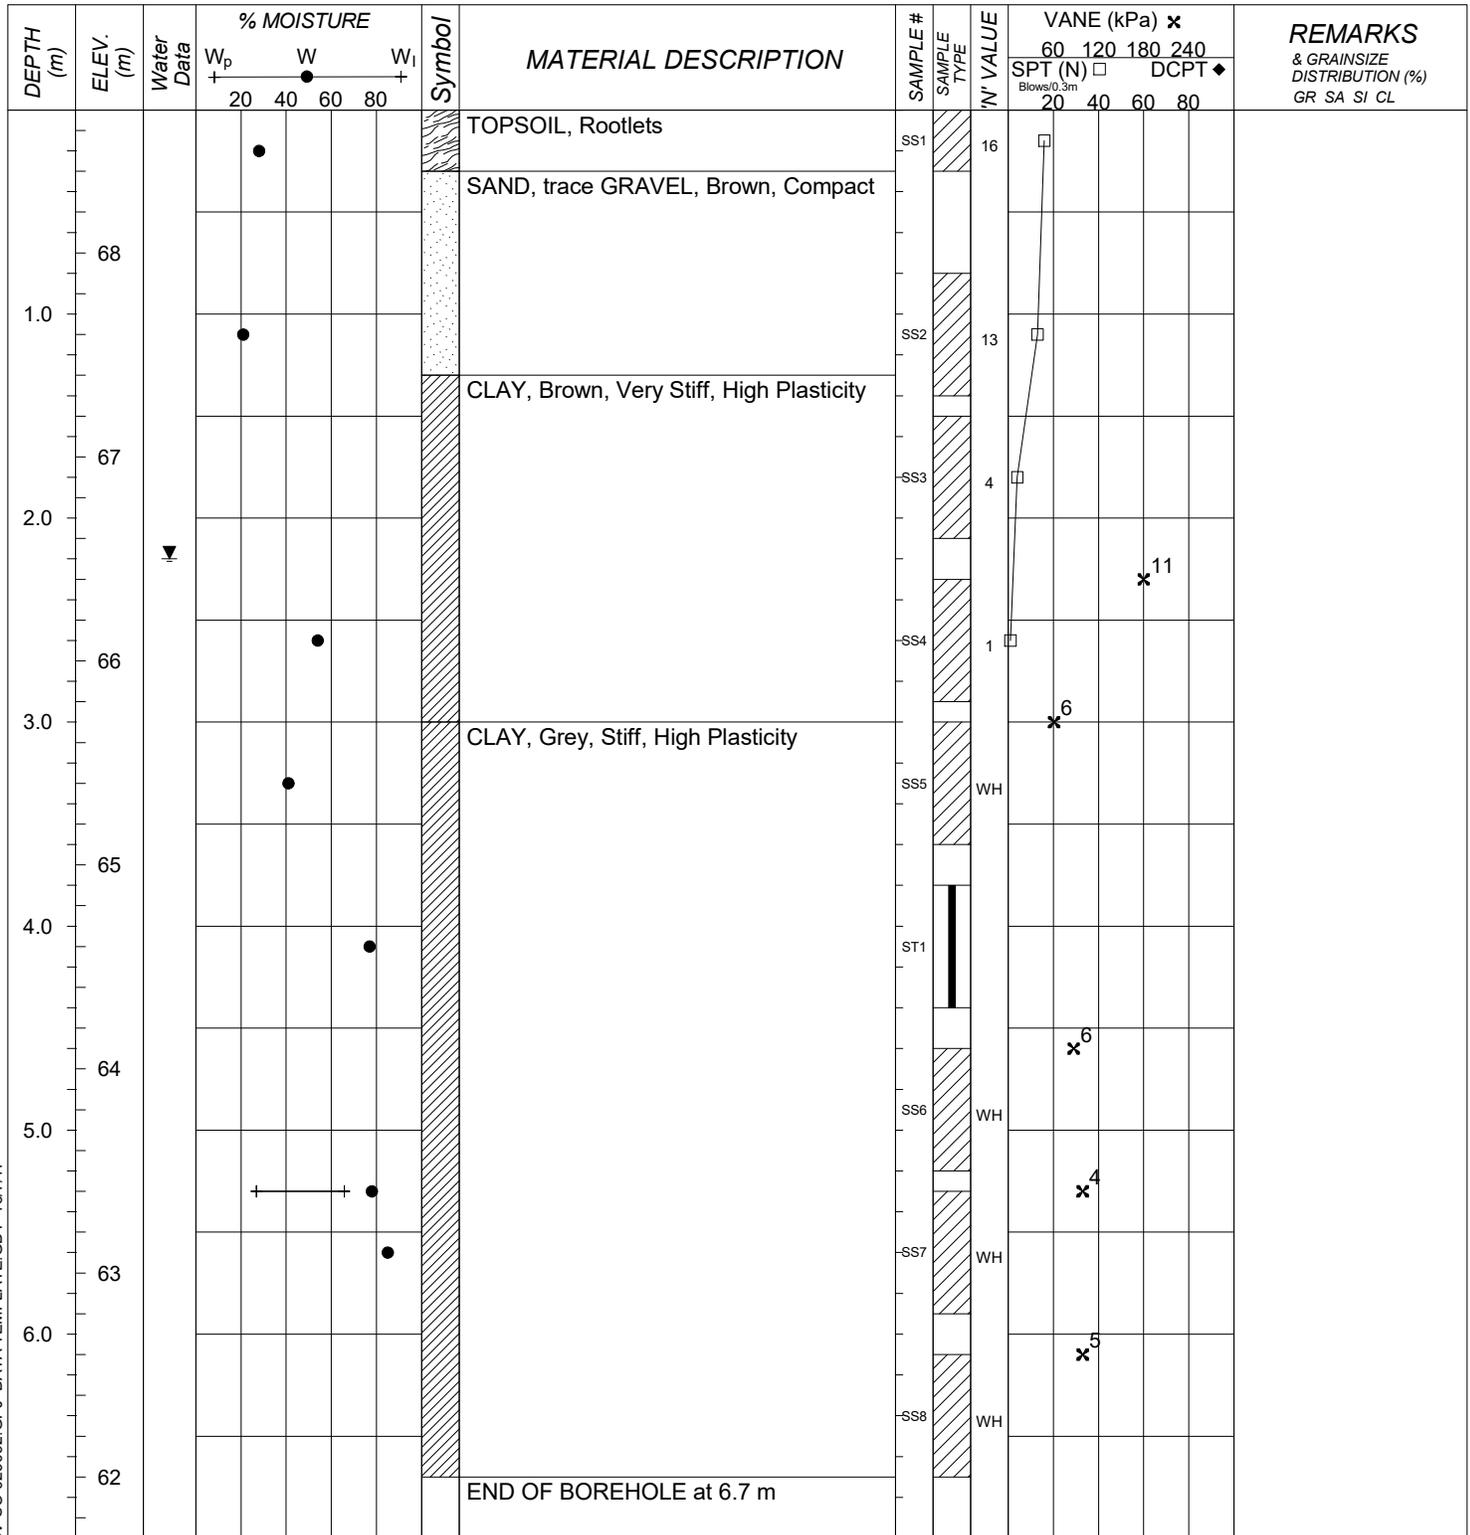 DEPTH (m)
ELEV. (m)
Water Data
% MOISTURE
Wp W Wl
20 40 60 80
Symbol
MATERIAL DESCRIPTION
SAMPLE #
SAMPLE TYPE
'N' VALUE
VANE (kPa)
60 120 180 240
SPT (N) DCPT
Blows/0.3m
20 40 60 80
REMARKS
& GRAINSIZE
DISTRIBUTION (%)
GR SA SI CL
TOPSOIL, Rootlets
SS1 16
SAND, trace GRAVEL, Brown, Compact
68
1.0
SS2 13
CLAY, Brown, Very Stiff, High Plasticity
67
SS3 4
2.0
11
SS4 1
66
6
3.0
CLAY, Grey, Stiff, High Plasticity
SS5 WH
65
4.0
ST1
6
64
SS6 WH
5.0
4
SS7 WH
63
6.0
5
SS8 WH
62
END OF BOREHOLE at 6.7 m